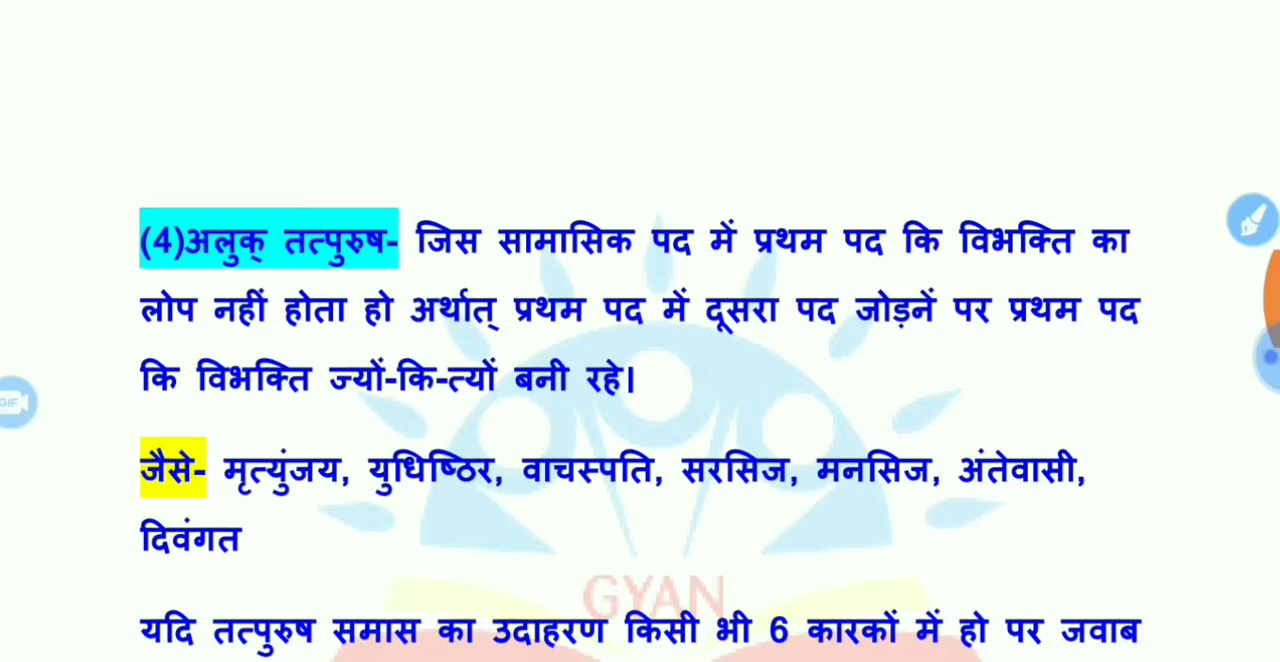 (4)अलुक् तत्पुरुष- जिस सामासिक पद में प्रथम पद कि विभक्ति का
लोप नहीं होता हो अर्थात् प्रथम पद में दूसरा पद जोड़नें पर प्रथम पद
कि विभक्ति ज्यों-कि-त्यों बनी रहे।
GIF
जैसे- मृत्युंजय, युधिष्ठिर, वाचस्पति, सरसिज, मनसिज, अंतेवासी,
दिवंगत
GYAN
यदि तत्पुरुष समास का उदाहरण किसी भी 6 कारकों में हो पर जवाब